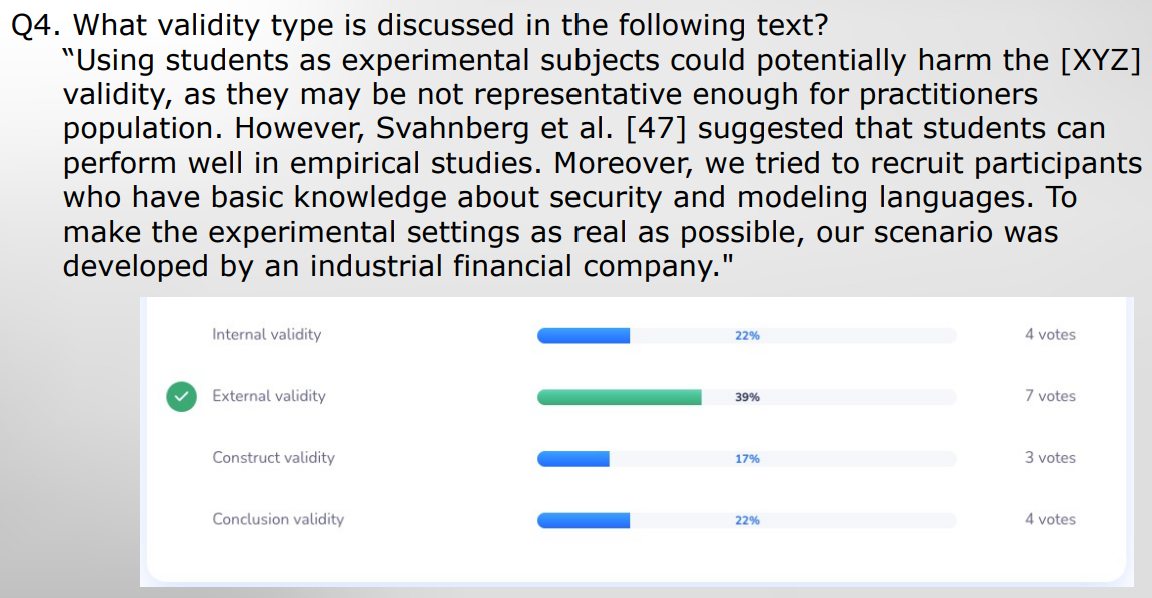 Q4. What validity type is discussed in the following text?
“Using students as experimental subjects could potentially harm the [XYZ]
validity, as they may be not representative enough for practitioners
population. However, Svahnberg et al. [47] suggested that students can
perform well in empirical studies. Moreover, we tried to recruit participants
who have basic knowledge about security and modeling languages. To
make the experimental settings as real as possible, our scenario was
developed by an industrial financial company."
Internal validity 22% 4 votes
External validity 39% 7 votes
Construct validity 17% 3 votes
Conclusion validity 22% 4 votes